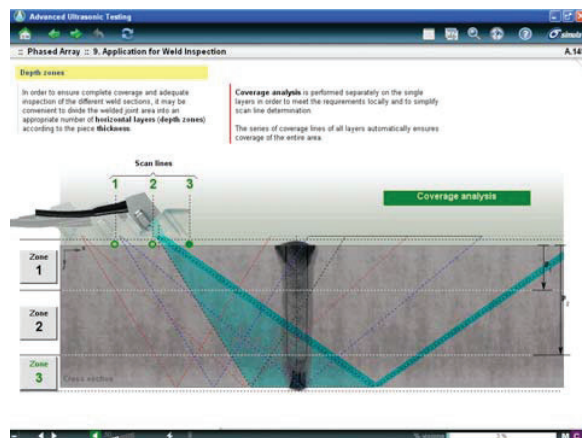 Advanced Ultrasonic Testing
:: Phased Array :: 9. Application for Weld Inspection
Depth zones
In order to ensure complete coverage and adequate
inspection of the different weld sections, it may be
convenient to divide the welded joint area into an
appropriate number of horizontal layers (depth zones)
according to the piece thickness.
Coverage analysis is performed separately on the single
layers in order to meet the requirements locally and to simplify
scan line determination.
The series of coverage lines of all layers automatically ensures
coverage of the entire area.
Scan lines
1 2 3
Coverage analysis
Zone
1
Zone
2
Zone
3
Cross section